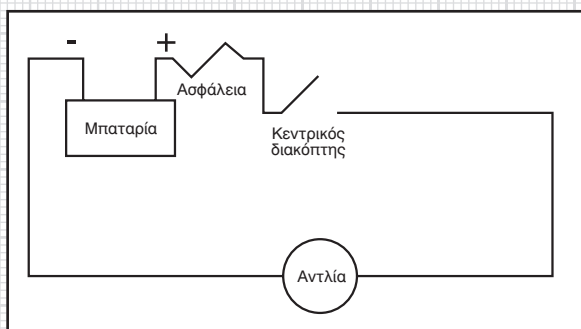 - +
Ασφάλεια
Μπαταρία
Κεντρικός
διακόπτης
Αντλία